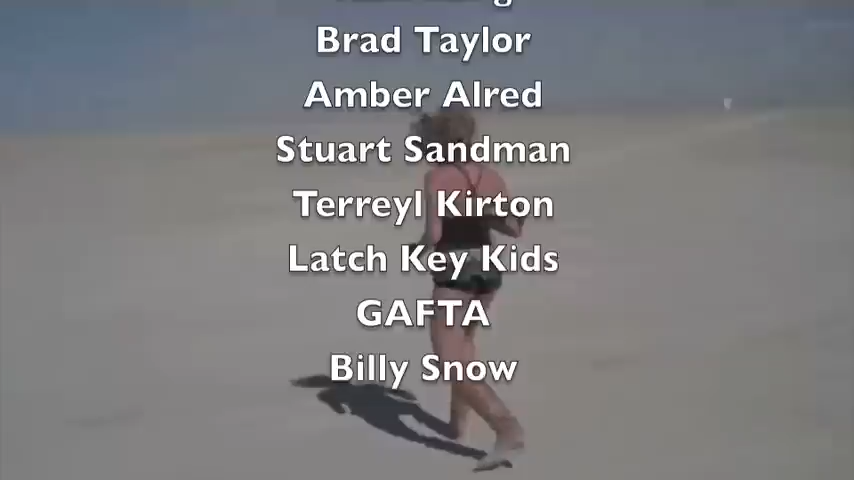 Brad Taylor
Amber Alred
Stuart Sandman
Terreyl Kirton
Latch Key Kids
GAFTA
Billy Snow